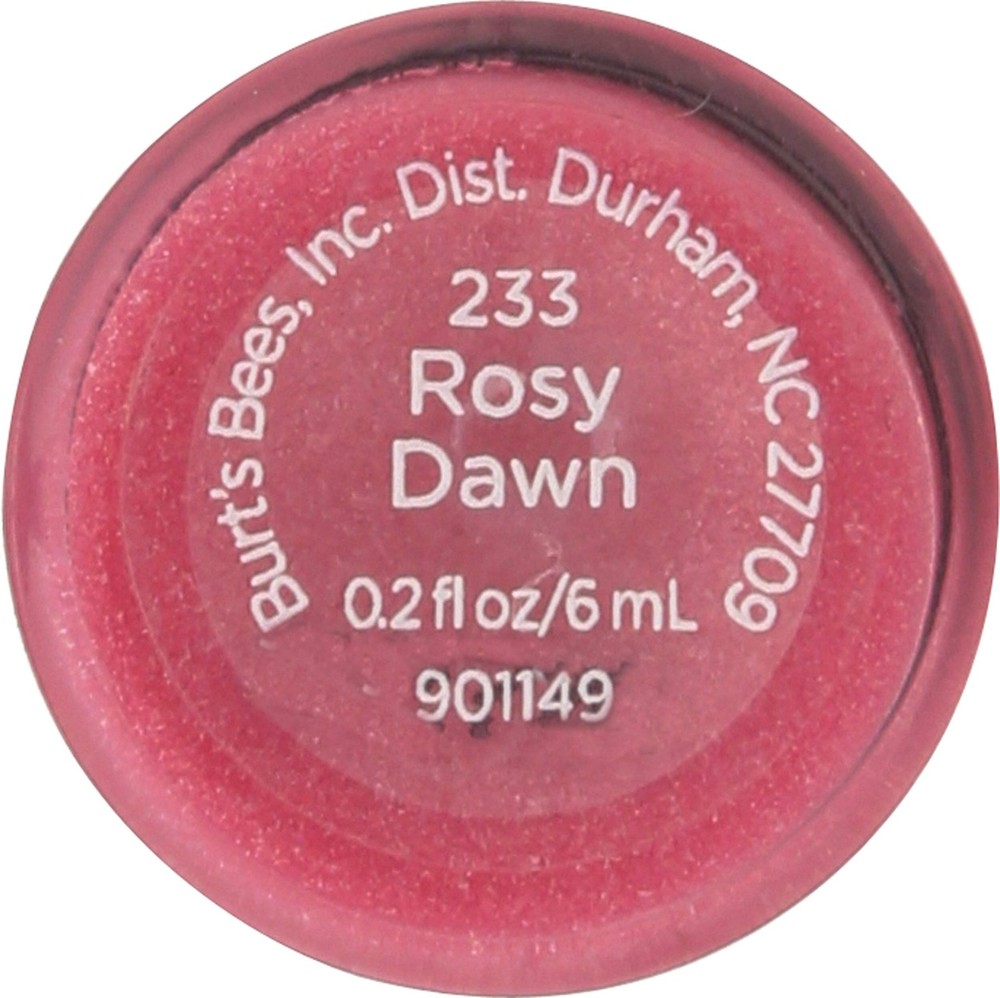 Burt's Bees, Inc. Dist. Durham, NC 27709
233
Rosy
Dawn
0.2 fl oz/6 mL
901149